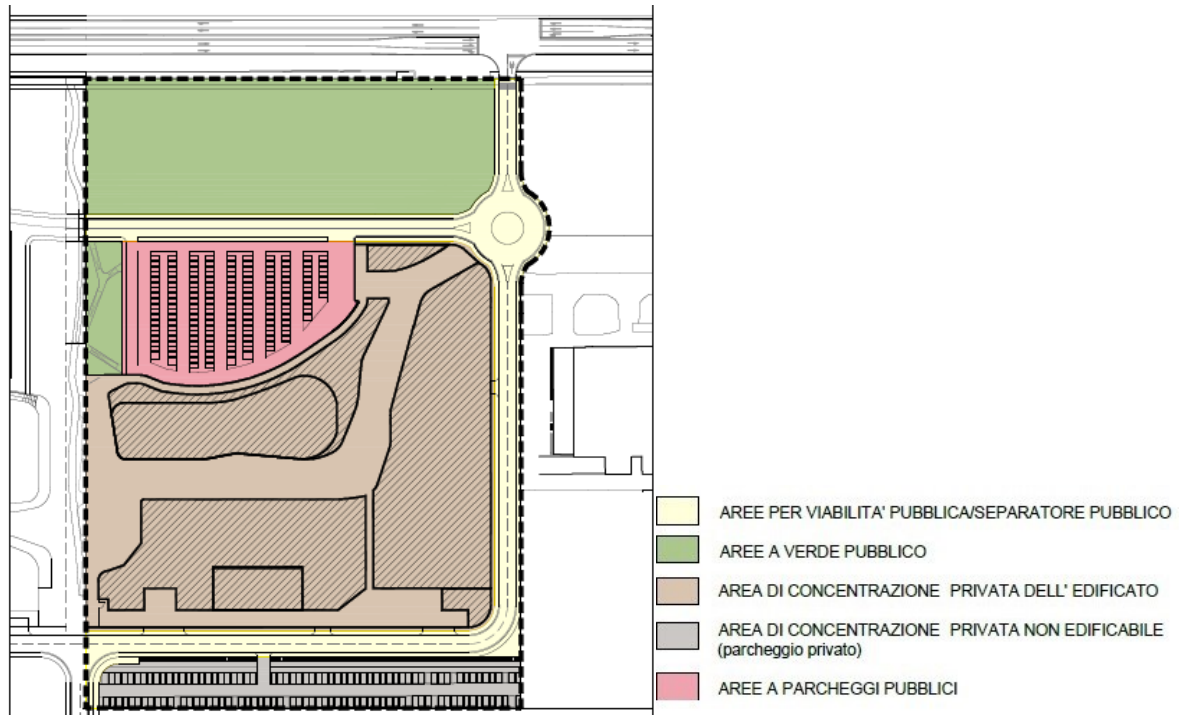 AREE PER VIABILITA' PUBBLICA/SEPARATORE PUBBLICO
AREE A VERDE PUBBLICO
AREA DI CONCENTRAZIONE PRIVATA DELL' EDIFICATO
AREA DI CONCENTRAZIONE PRIVATA NON EDIFICABILE
(parcheggio privato)
AREE A PARCHEGGI PUBBLICI